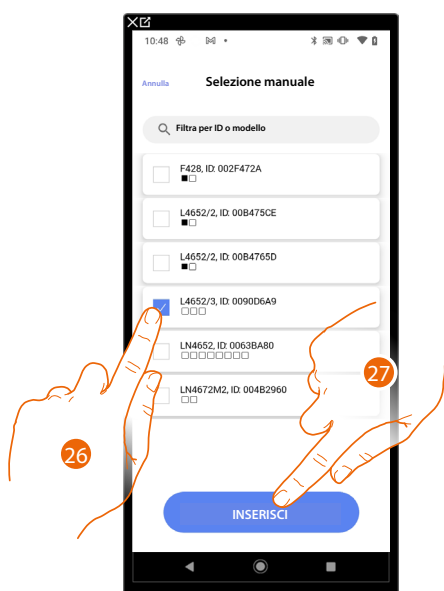 10:48
Annulla
Selezione manuale
Filtra per ID o modello
F428, ID: 002F472A
L4652/2, ID: 00B475CE
L4652/2, ID: 00B4765D
L4652/3, ID: 0090D6A9
LN4652, ID: 0063BA80
LN4672M2, ID: 004B2960
27
26
INSERISCI